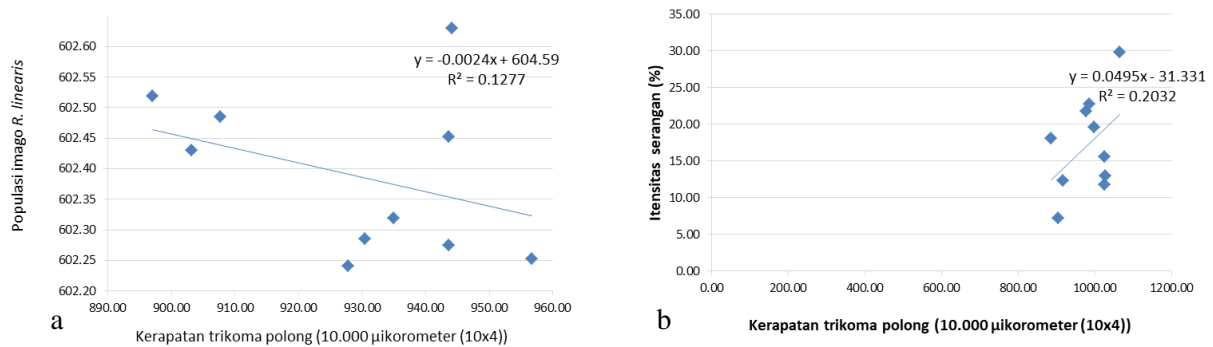 602.60
602.55
602.50
602.45
602.40
602.35
602.30
602.25
602.20
Populasi imago R. linearis
y = -0.0024x + 604.59
R² = 0.1277
890.00 900.00 910.00 920.00 930.00 940.00 950.00 960.00
Kerapatan trikoma polong (10.000 µikorometer (10x4))
a
35.00
30.00
25.00
20.00
15.00
10.00
5.00
0.00
Itensitas serangan (%)
y = 0.0495x - 31.331
R² = 0.2032
0.00 200.00 400.00 600.00 800.00 1000.00 1200.00
Kerapatan trikoma polong (10.000 µikorometer (10x4))
b